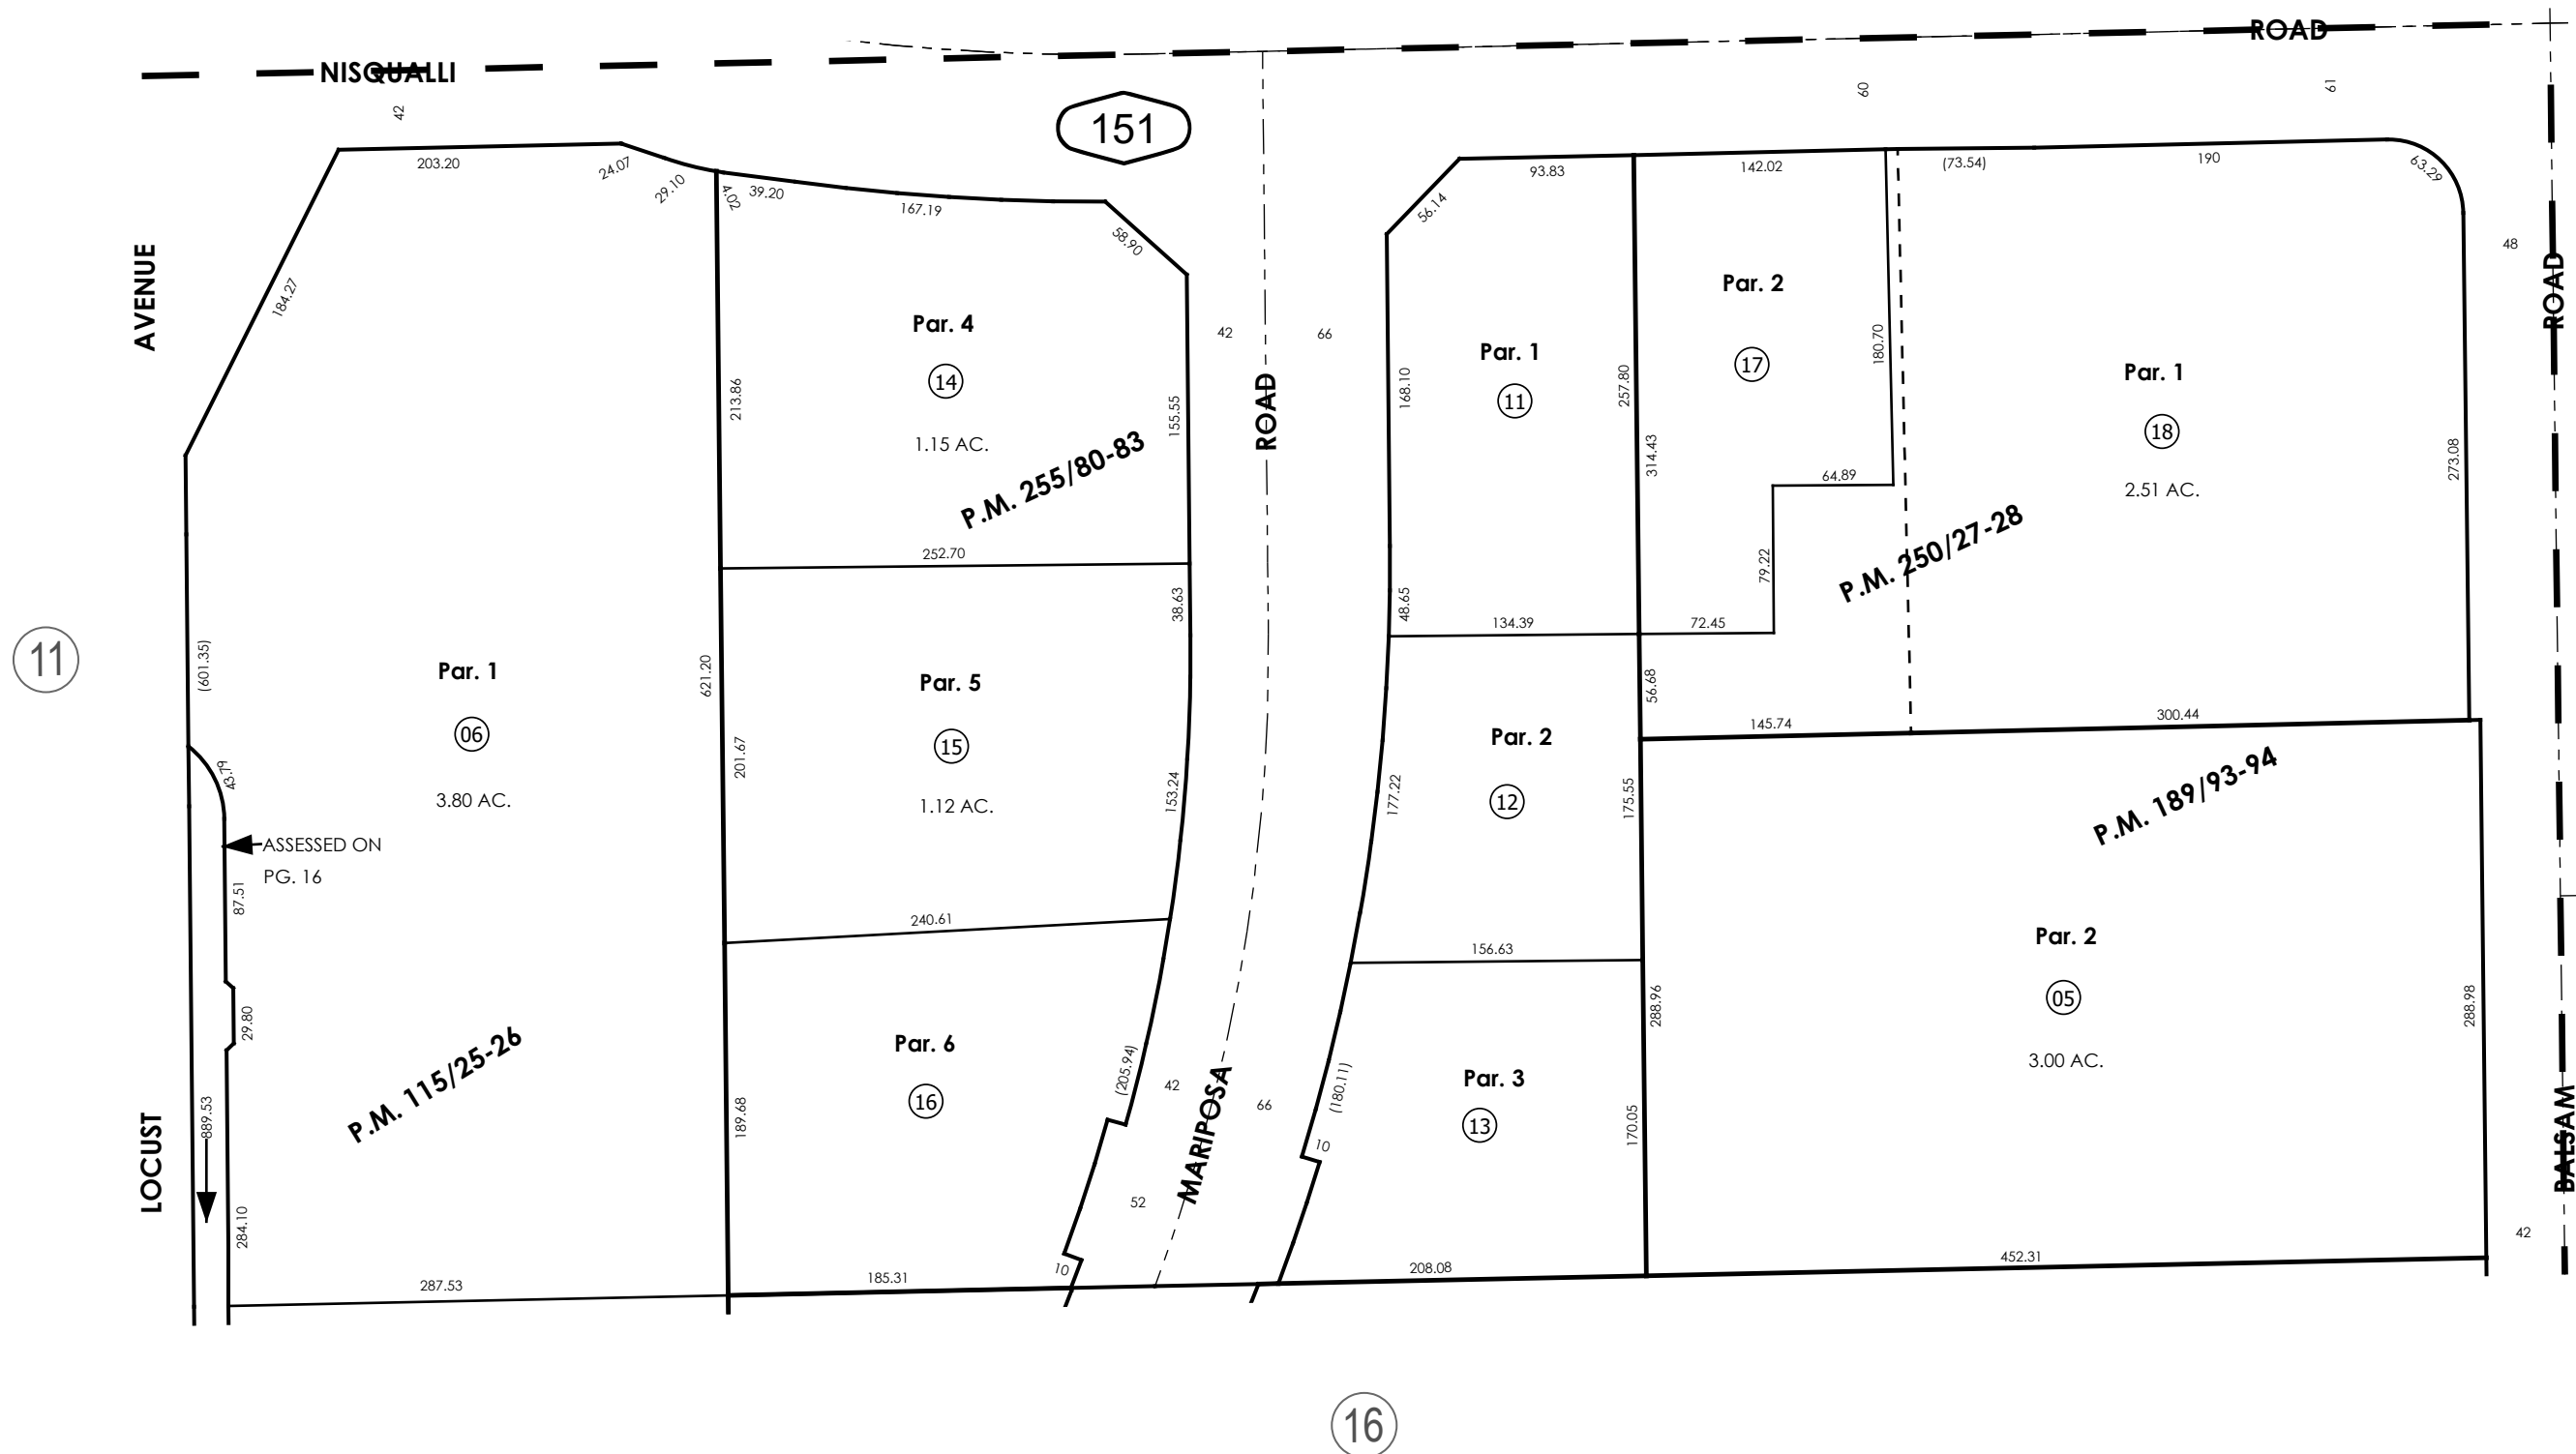 NISQUALLI
ROAD
42
151
60
61
203.20
24.07
29.10
4.02
39.20
167.19
58.90
93.83
56.14
142.02
(73.54)
190
63.29
48
AVENUE
ROAD
184.27
Par. 4
14
1.15 AC.
213.86
155.55
42
66
ROAD
168.10
Par. 1
11
257.80
314.43
Par. 2
17
180.70
64.89
79.22
72.45
Par. 1
18
2.51 AC.
273.08
P.M. 255/80-83
P.M. 250/27-28
252.70
38.63
48.65
134.39
56.68
145.74
300.44
11
(601.35)
Par. 1
06
3.80 AC.
621.20
43.79
ASSESSED ON
PG. 16
87.51
29.80
889.53
284.10
P.M. 115/25-26
287.53
LOCUST
Par. 5
15
1.12 AC.
201.67
153.24
240.61
Par. 2
12
177.22
175.55
156.63
P.M. 189/93-94
Par. 2
05
3.00 AC.
288.96
288.98
Par. 6
16
189.68
(205.94)
42
66
MARIPOSA
52
10
185.31
Par. 3
13
(180.11)
10
170.05
208.08
452.31
42
BALSAM
16